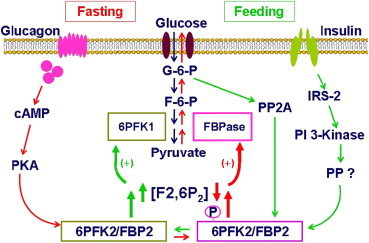 Fasting
Feeding
Glucagon
Glucose
Insulin
G-6-P
cAMP
F-6-P
PP2A
IRS-2
6PFK1
FBPase
PI 3-Kinase
Pyruvate
PKA
(+)
(+)
PP ?
[F2,6P2]
P
6PFK2/FBP2
6PFK2/FBP2